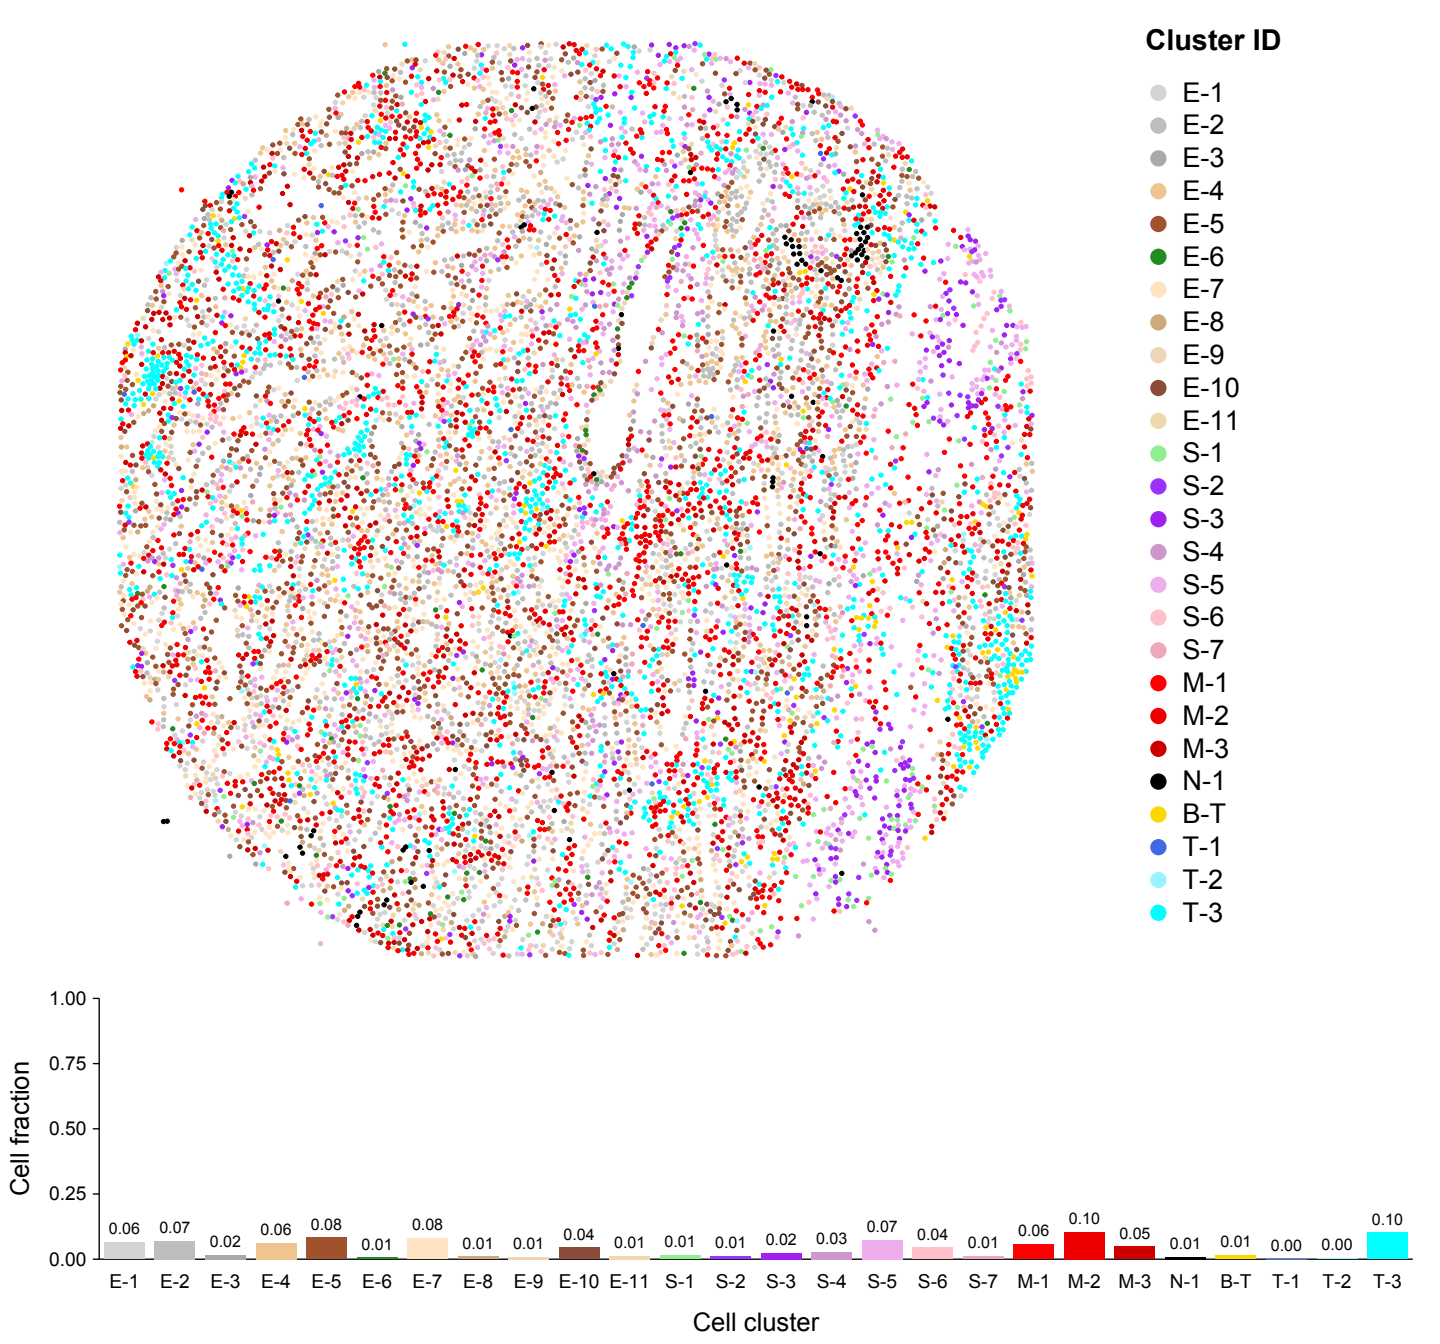 Cluster ID
E-1
E-2
E-3
E-4
E-5
E-6
E-7
E-8
E-9
E-10
E-11
S-1
S-2
S-3
S-4
S-5
S-6
S-7
M-1
M-2
M-3
N-1
B-T
T-1
T-2
T-3
Cell fraction
1.00
0.75
0.50
0.25
0.00
0.06 0.07 0.02 0.06 0.08 0.01 0.08 0.01 0.01 0.04 0.01 0.01 0.01 0.02 0.03 0.07 0.04 0.01 0.06 0.10 0.05 0.01 0.01 0.00 0.00 0.10
E-1 E-2 E-3 E-4 E-5 E-6 E-7 E-8 E-9 E-10 E-11 S-1 S-2 S-3 S-4 S-5 S-6 S-7 M-1 M-2 M-3 N-1 B-T T-1 T-2 T-3
Cell cluster